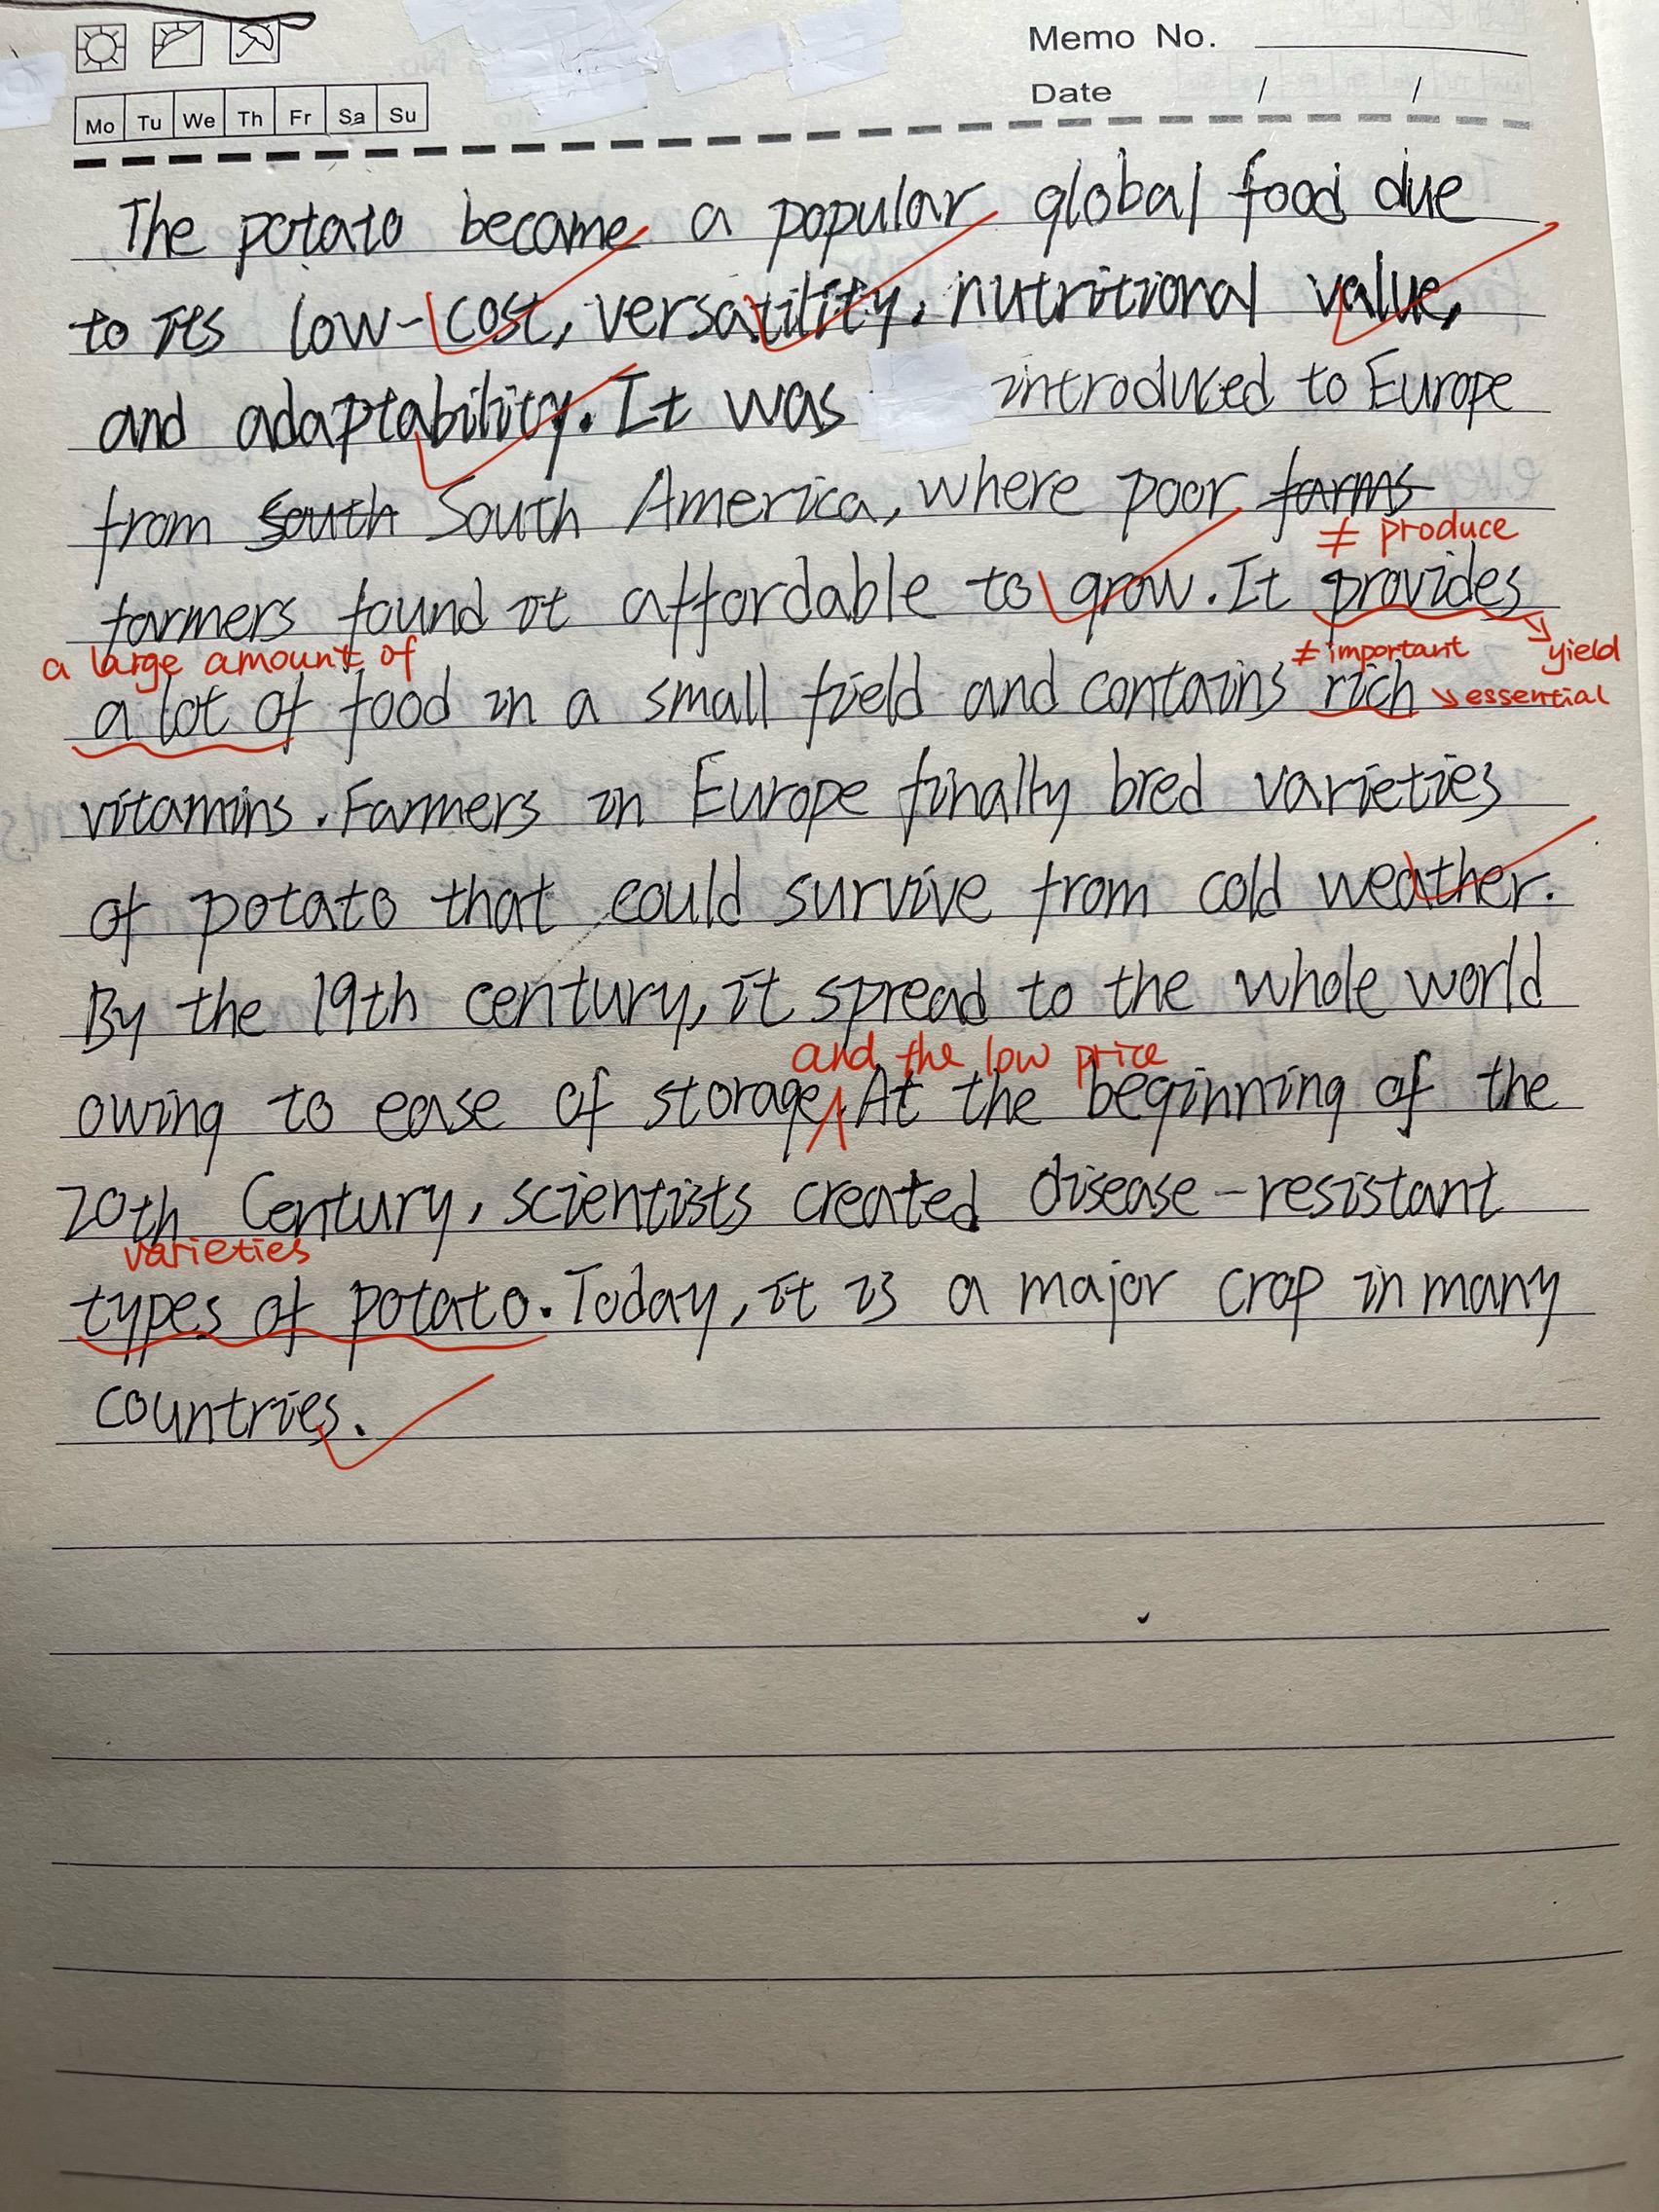 Memo No.
Mo Tu We Th Fr Sa Su
Date / /
The potato became a popular global food due
to its low-cost, versatility, nutritional value,
and adaptability. It was introduced to Europe
from south South America, where poor farms
≠ produce
farmers found it affordable to grow. It provides
a large amount of ≠ important yield
a lot of food in a small field and contains rich essential
vitamins. Farmers in Europe finally bred varieties
of potato that could survive from cold weather.
By the 19th century, it spread to the whole world
and the low price
owing to ease of storage. At the beginning of the
20th Century, scientists created disease-resistant
varieties
types of potato. Today, it is a major crop in many
countries.